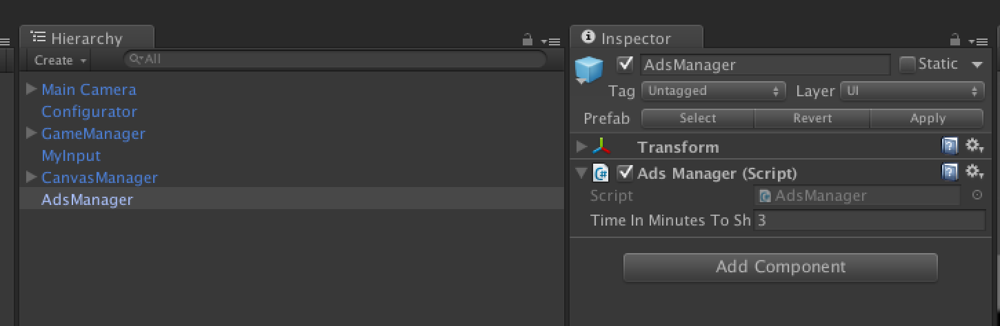 Hierarchy
Create
All
Main Camera
Configurator
GameManager
MyInput
CanvasManager
AdsManager
Inspector
AdsManager
Static
Tag Untagged Layer UI
Prefab Select Revert Apply
Transform
Ads Manager (Script)
Script AdsManager
Time In Minutes To Sh 3
Add Component